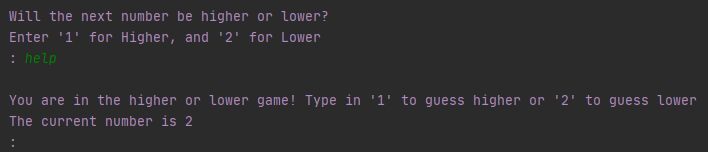 Will the next number be higher or lower?
Enter '1' for Higher, and '2' for Lower
: help
You are in the higher or lower game! Type in '1' to guess higher or '2' to guess lower
The current number is 2
: